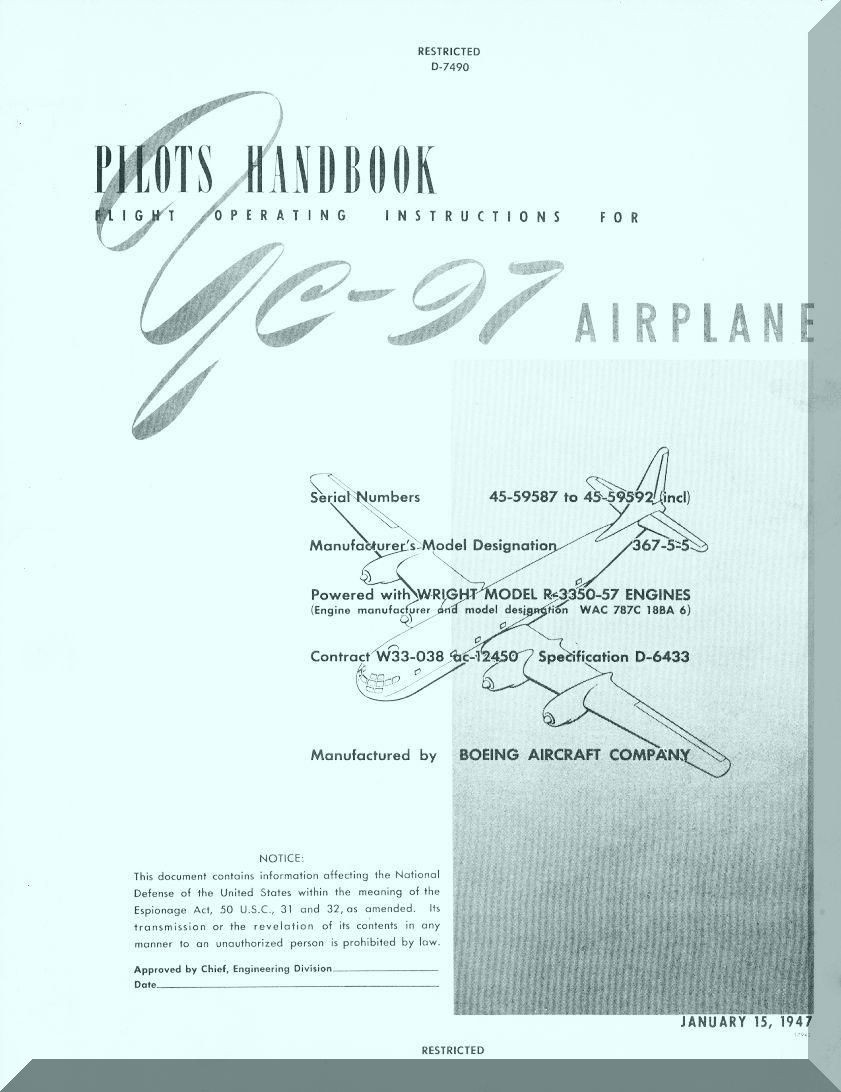 RESTRICTED
D-7490
PILOTS HANDBOOK
FLIGHT OPERATING INSTRUCTIONS FOR
YC-97 AIRPLANE
Serial Numbers 45-59587 to 45-59592 (incl)
Manufacturer's Model Designation 367-5-5
Powered with WRIGHT MODEL R-3350-57 ENGINES
(Engine manufacturer and model designation WAC 787C 18BA 6)
Contract W33-038 ac-12450 Specification D-6433
Manufactured by BOEING AIRCRAFT COMPANY
NOTICE:
This document contains information affecting the National
Defense of the United States within the meaning of the
Espionage Act, 50 U.S.C., 31 and 32, as amended. Its
transmission or the revelation of its contents in any
manner to an unauthorized person is prohibited by law.
Approved by Chief, Engineering Division
Date
JANUARY 15, 1947
RESTRICTED